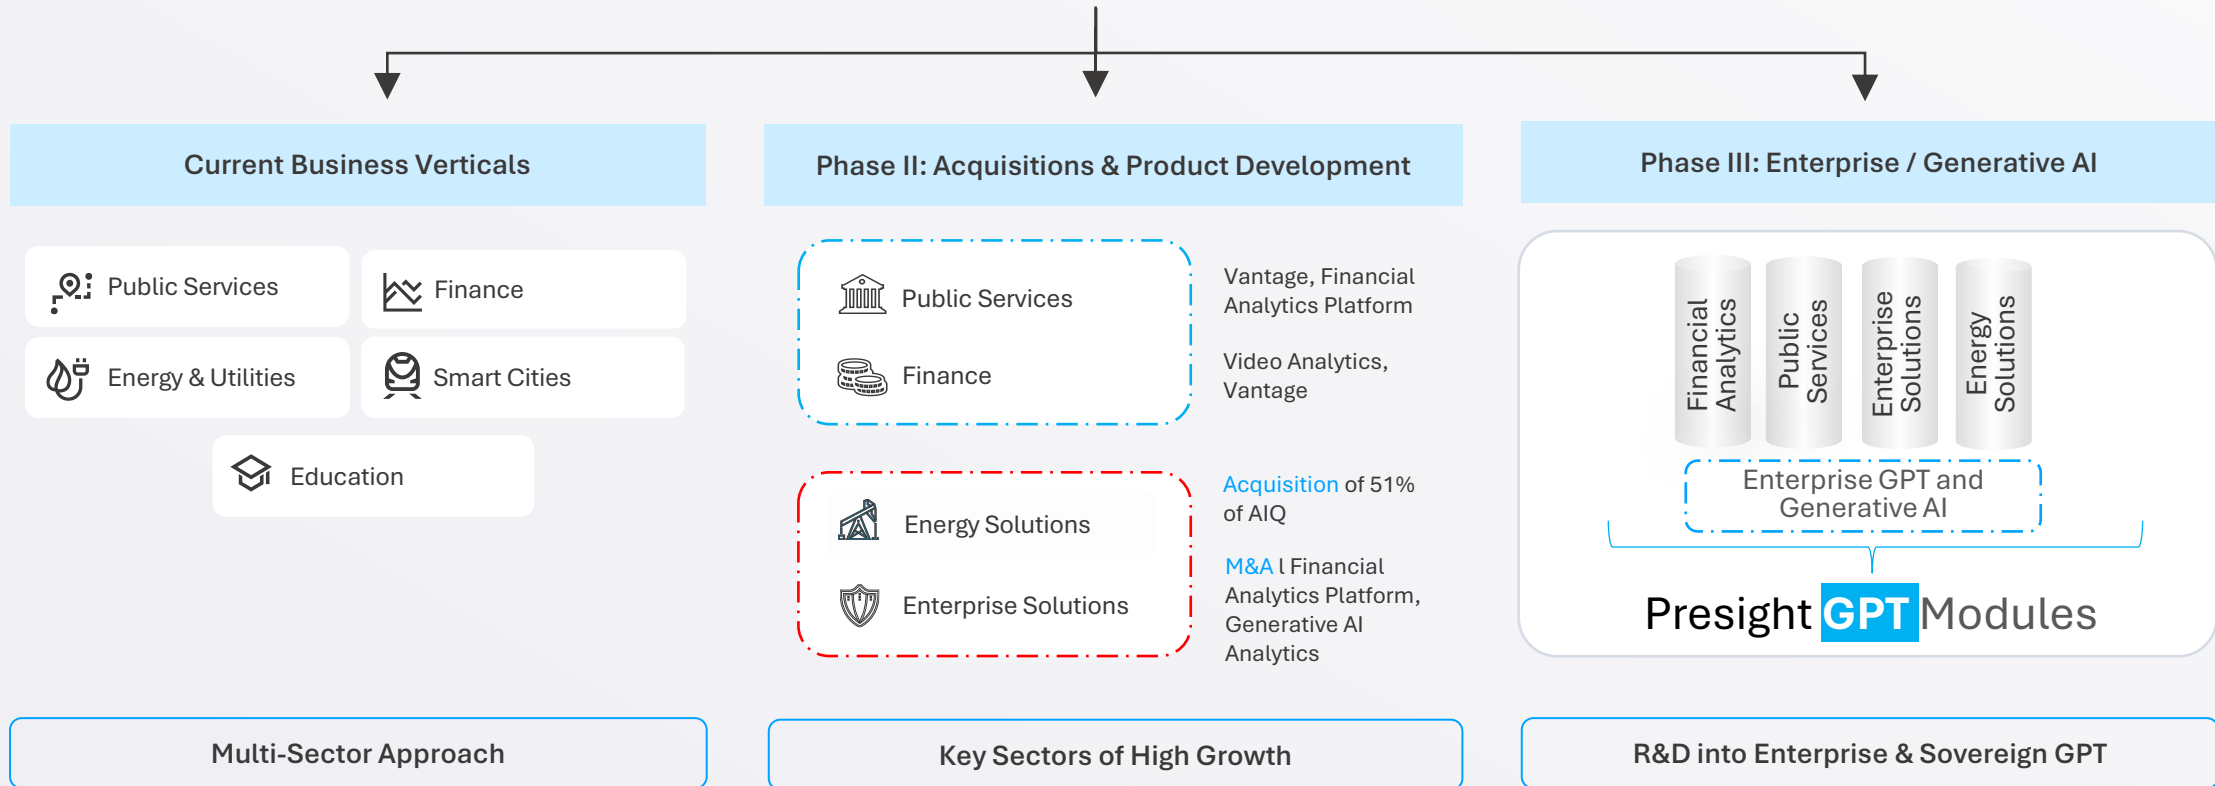 Current Business Verticals
Public Services
Finance
Energy & Utilities
Smart Cities
Education
Multi-Sector Approach
Phase II: Acquisitions & Product Development
Public Services
Vantage, Financial
Analytics Platform
Finance
Video Analytics,
Vantage
Energy Solutions
Acquisition of 51%
of AIQ
Enterprise Solutions
M&A l Financial
Analytics Platform,
Generative AI
Analytics
Key Sectors of High Growth
Phase III: Enterprise / Generative AI
Financial
Analytics
Public
Services
Enterprise
Solutions
Energy
Solutions
Enterprise GPT and
Generative AI
Presight GPT Modules
R&D into Enterprise & Sovereign GPT